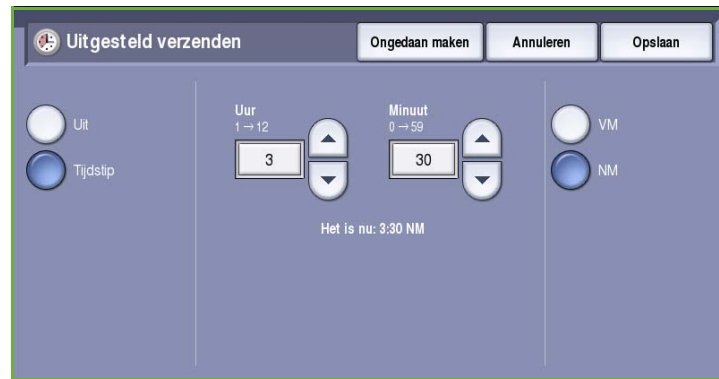 Uitgesteld verzenden
Ongedaan maken
Annuleren
Opslaan
Uit
Tijdstip
Uur
1→12
3
Minuut
0→59
30
VM
NM
Het is nu: 3:30 NM